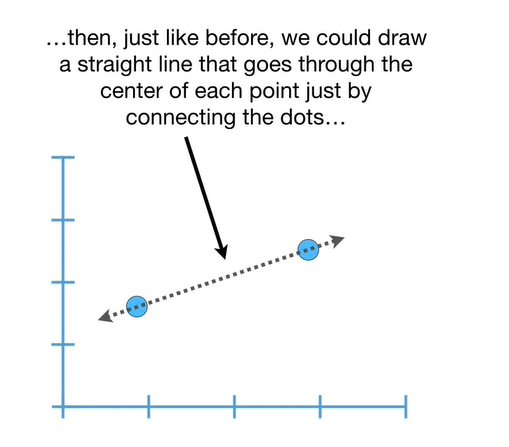 …then, just like before, we could draw
a straight line that goes through the
center of each point just by
connecting the dots…